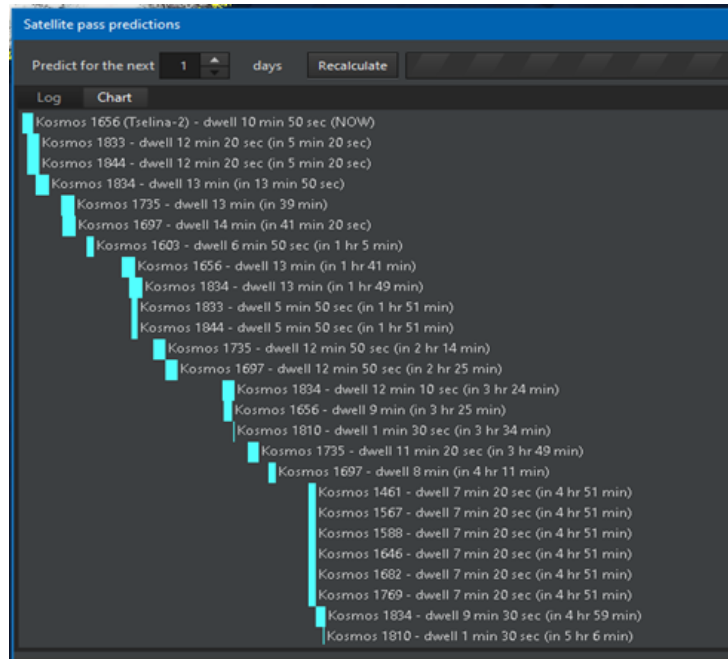 Satellite pass predictions
Predict for the next 1 days Recalculate
Log Chart
Kosmos 1656 (Tselina-2) - dwell 10 min 50 sec (NOW)
Kosmos 1833 - dwell 12 min 20 sec (in 5 min 20 sec)
Kosmos 1844 - dwell 12 min 20 sec (in 5 min 20 sec)
Kosmos 1834 - dwell 13 min (in 13 min 50 sec)
Kosmos 1735 - dwell 13 min (in 39 min)
Kosmos 1697 - dwell 14 min (in 41 min 20 sec)
Kosmos 1603 - dwell 6 min 50 sec (in 1 hr 5 min)
Kosmos 1656 - dwell 13 min (in 1 hr 41 min)
Kosmos 1834 - dwell 13 min (in 1 hr 49 min)
Kosmos 1833 - dwell 5 min 50 sec (in 1 hr 51 min)
Kosmos 1844 - dwell 5 min 50 sec (in 1 hr 51 min)
Kosmos 1735 - dwell 12 min 50 sec (in 2 hr 14 min)
Kosmos 1697 - dwell 12 min 50 sec (in 2 hr 25 min)
Kosmos 1834 - dwell 12 min 10 sec (in 3 hr 24 min)
Kosmos 1656 - dwell 9 min (in 3 hr 25 min)
Kosmos 1810 - dwell 1 min 30 sec (in 3 hr 34 min)
Kosmos 1735 - dwell 11 min 20 sec (in 3 hr 49 min)
Kosmos 1697 - dwell 8 min (in 4 hr 11 min)
Kosmos 1461 - dwell 7 min 20 sec (in 4 hr 51 min)
Kosmos 1567 - dwell 7 min 20 sec (in 4 hr 51 min)
Kosmos 1588 - dwell 7 min 20 sec (in 4 hr 51 min)
Kosmos 1646 - dwell 7 min 20 sec (in 4 hr 51 min)
Kosmos 1682 - dwell 7 min 20 sec (in 4 hr 51 min)
Kosmos 1769 - dwell 7 min 20 sec (in 4 hr 51 min)
Kosmos 1834 - dwell 9 min 30 sec (in 4 hr 59 min)
Kosmos 1810 - dwell 1 min 30 sec (in 5 hr 6 min)